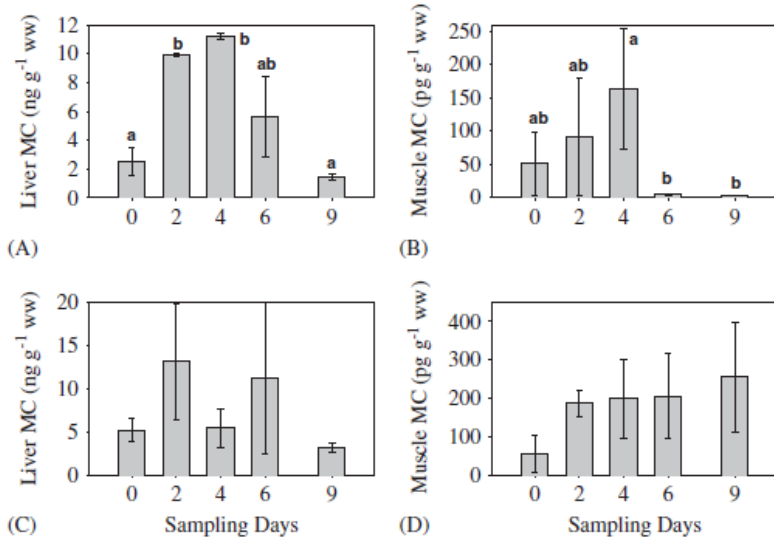 Liver MC (ng g⁻¹ ww)
12
10
8
6
4
2
0
a
b
b
ab
a
0 2 4 6 9
(A)
Muscle MC (pg g⁻¹ ww)
250
200
150
100
50
0
ab
ab
a
b
b
0 2 4 6 9
(B)
Liver MC (ng g⁻¹ ww)
20
15
10
5
0
0 2 4 6 9
(C)
Sampling Days
Muscle MC (pg g⁻¹ ww)
400
300
200
100
0
0 2 4 6 9
(D)
Sampling Days